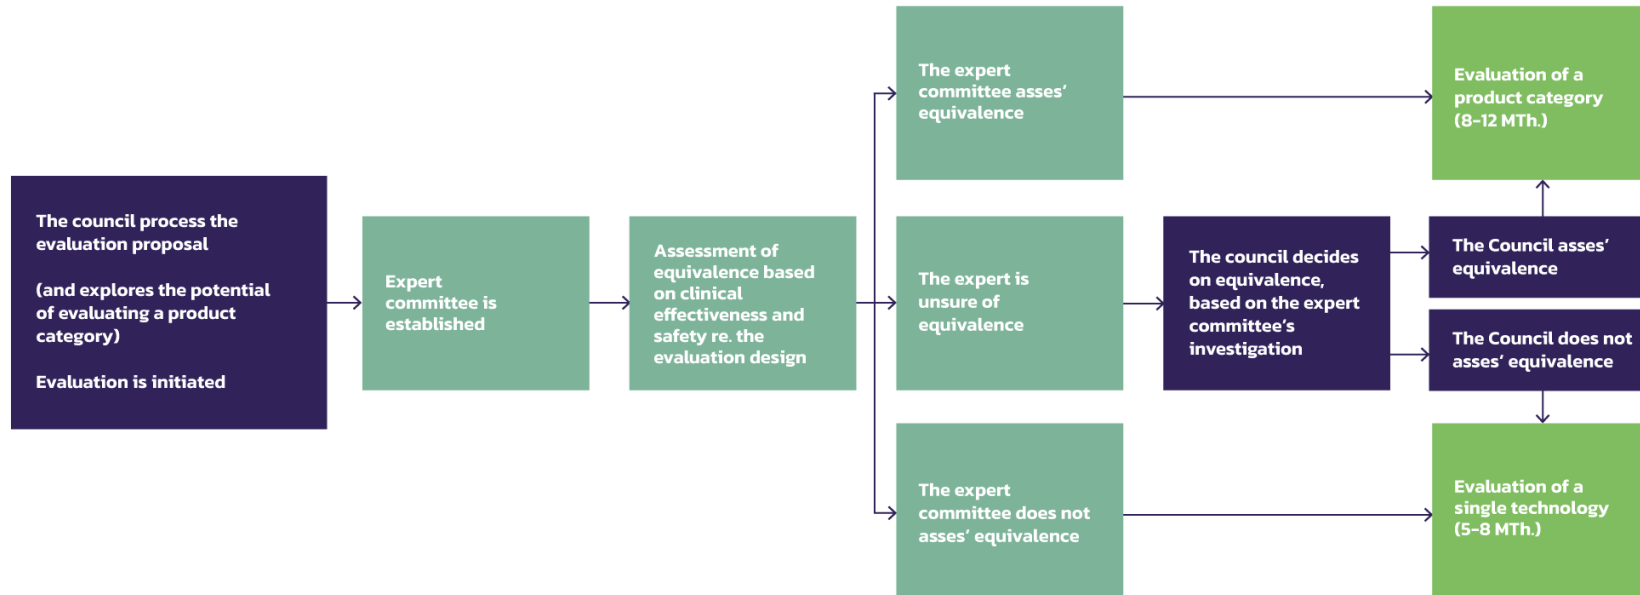 The council process the
evaluation proposal
(and explores the potential
of evaluating a product
category)
Evaluation is initiated
Expert
committee is
established
Assessment of
equivalence based
on clinical
effectiveness and
safety re. the
evaluation design
The expert
committee asses’
equivalence
The expert is
unsure of
equivalence
The expert
committee does not
asses’ equivalence
The council decides
on equivalence,
based on the expert
committee’s
investigation
The Council asses’
equivalence
The Council does not
asses’ equivalence
Evaluation of a
product category
(8-12 MTh.)
Evaluation of a
single technology
(5-8 MTh.)